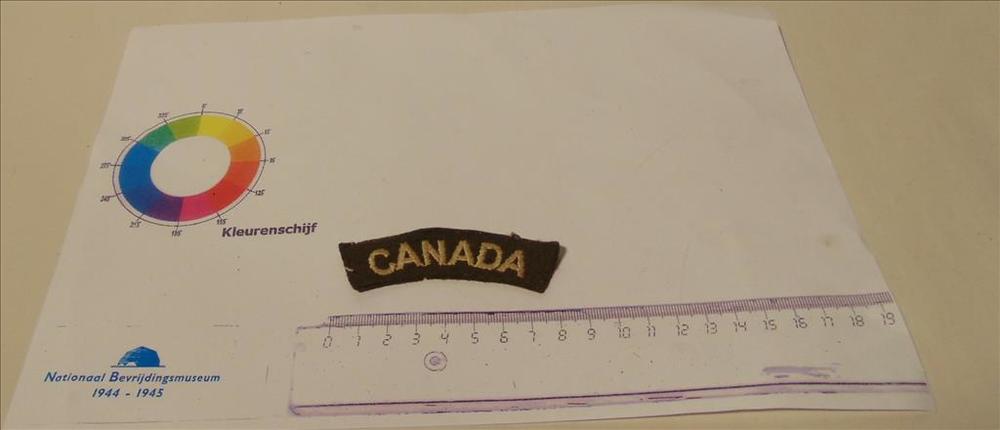 Kleurenschijf
CANADA
0 1 2 3 4 5 6 7 8 9 10 11 12 13 14 15 16 17 18 19
Nationaal Bevrijdingsmuseum
1944 - 1945